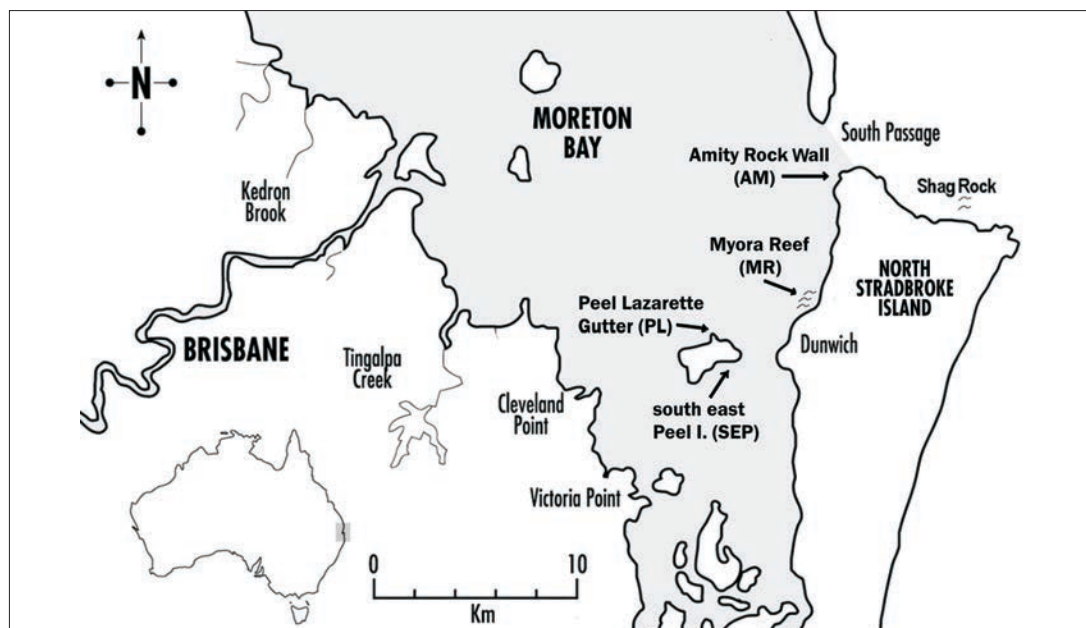 N
MORETON
BAY
South Passage
Amity Rock Wall
(AM)
Shag Rock
Kedron
Brook
Myora Reef
(MR)
NORTH
STRADBROKE
ISLAND
Peel Lazarette
Gutter (PL)
BRISBANE
Dunwich
Tingalpa
Creek
Cleveland
Point
south east
Peel I. (SEP)
Victoria Point
0
10
Km